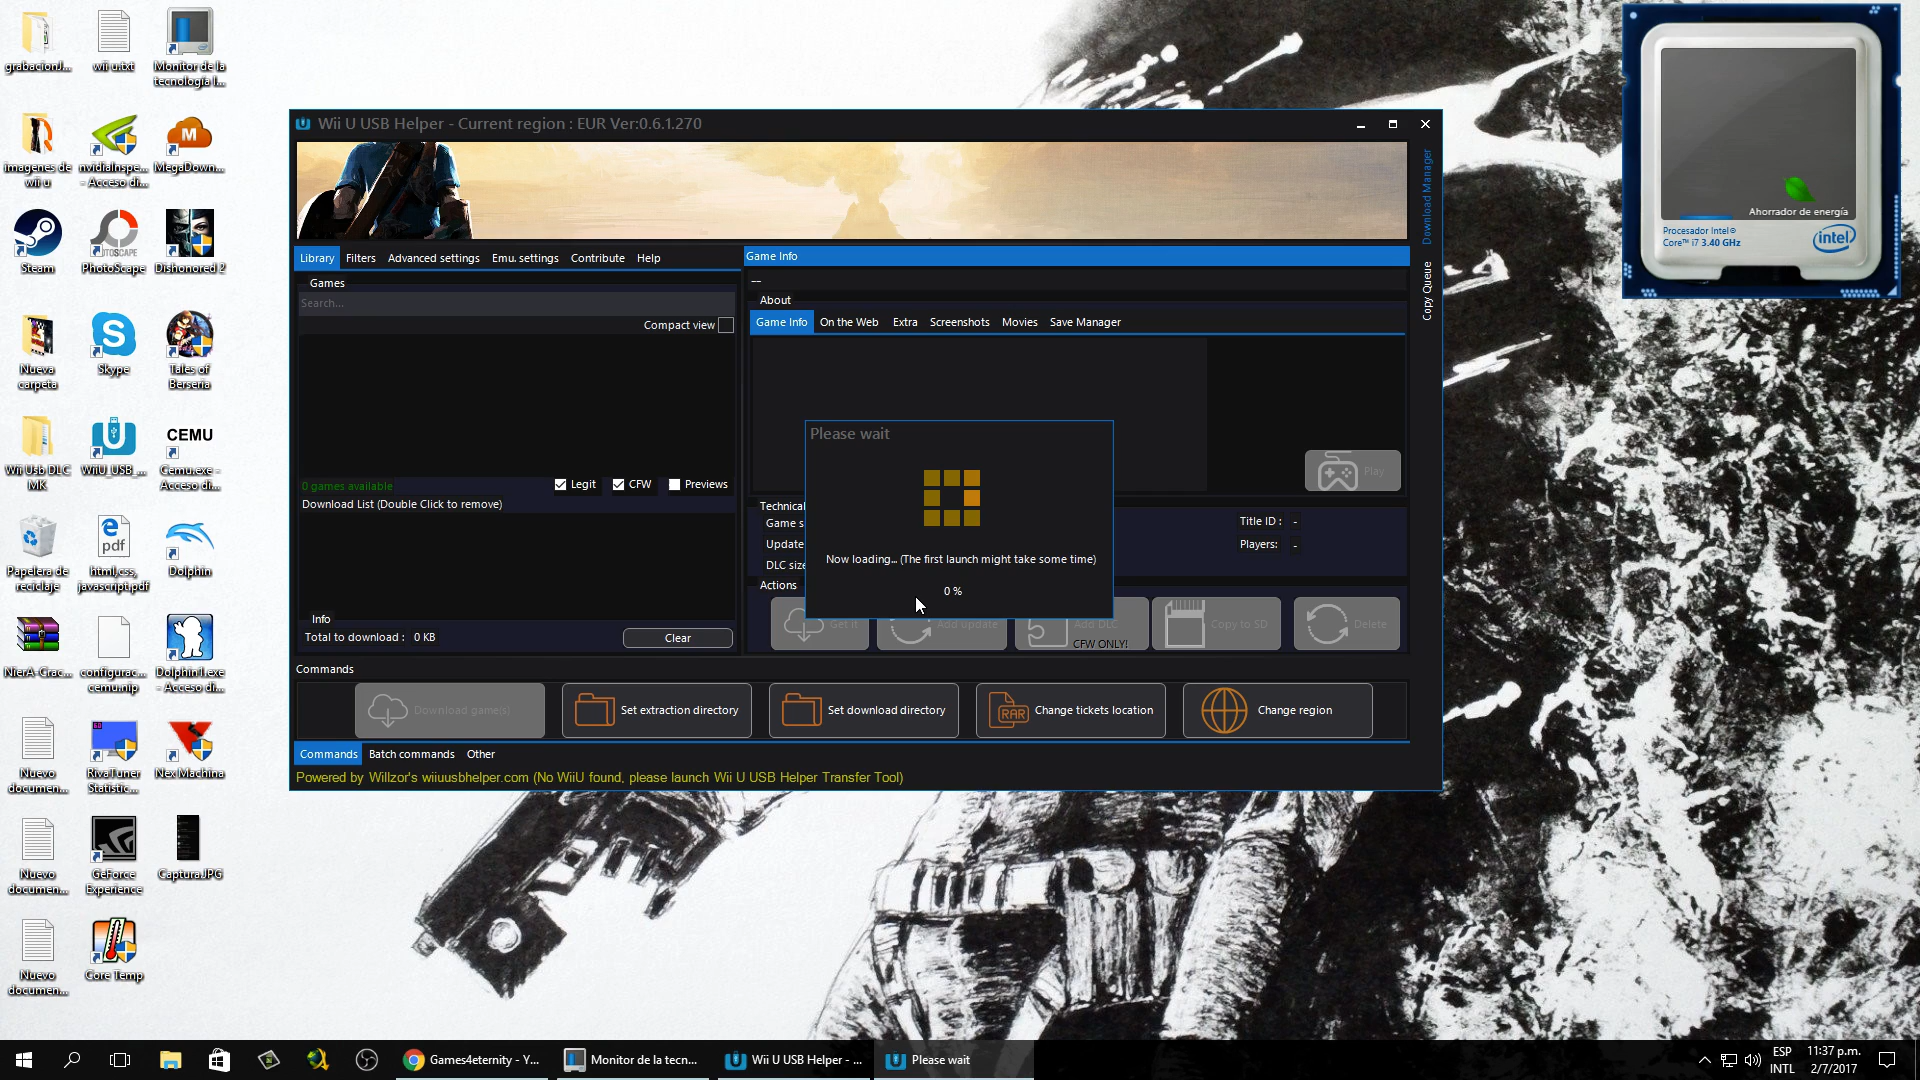 grabacionJ...
wii u.txt
Monitor de la
tecnología I...
imagenes de
wii u
nvidiaInspe...
- Acceso di...
MegaDown...
Steam
PhotoScape
Dishonored 2
Nueva
carpeta
Skype
Tales of
Berseria
Wii Usb DLC
MK
WiiU_USB_...
CEMU
Cemu.exe -
Acceso di...
Papelera de
reciclaje
pdf
html,css,
javascript.pdf
Dolphin
NierA-Crac...
configurac...
cemu.nip
Dolphin1.exe
- Acceso di...
Nuevo
documen...
RivaTuner
Statistic...
Nex Machina
Nuevo
documen...
GeForce
Experience
Captura.JPG
Nuevo
documen...
Core Temp
Wii U USB Helper - Current region : EUR Ver:0.6.1.270
Download Manager
Copy Queue
Library Filters Advanced settings Emu. settings Contribute Help
Games
Search...
Compact view
0 games available
Legit CFW Previews
Download List (Double Click to remove)
Info
Total to download : 0 KB
Clear
Game Info
---
About
Game Info On the Web Extra Screenshots Movies Save Manager
Play
Technical
Game s
Update
DLC size
Title ID : -
Players: -
Actions
Get it
Add update
Add DLC
CFW ONLY!
Copy to SD
Delete
Please wait
Now loading... (The first launch might take some time)
0 %
Commands
Download game(s)
Set extraction directory
Set download directory
RAR
Change tickets location
Change region
Commands Batch commands Other
Powered by Willzor's wiiuusbhelper.com (No WiiU found, please launch Wii U USB Helper Transfer Tool)
Ahorrador de energía
Procesador Intel®
Core™ i7 3.40 GHz
intel
Games4eternity - Y...
Monitor de la tecn...
Wii U USB Helper - ...
Please wait
ESP
INTL
11:37 p.m.
2/7/2017